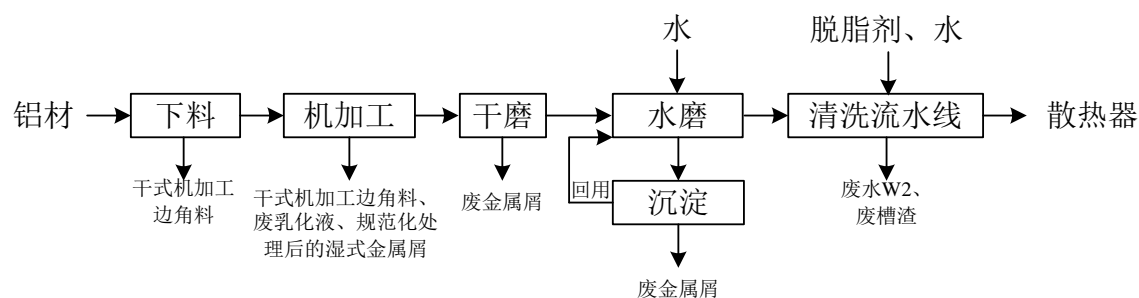 水
脱脂剂、水
铝材
下料
机加工
干磨
水磨
清洗流水线
散热器
干式机加工
边角料
干式机加工边角料、
废乳化液、规范化处
理后的湿式金属屑
废金属屑
回用
沉淀
废水W2、
废槽渣
废金属屑